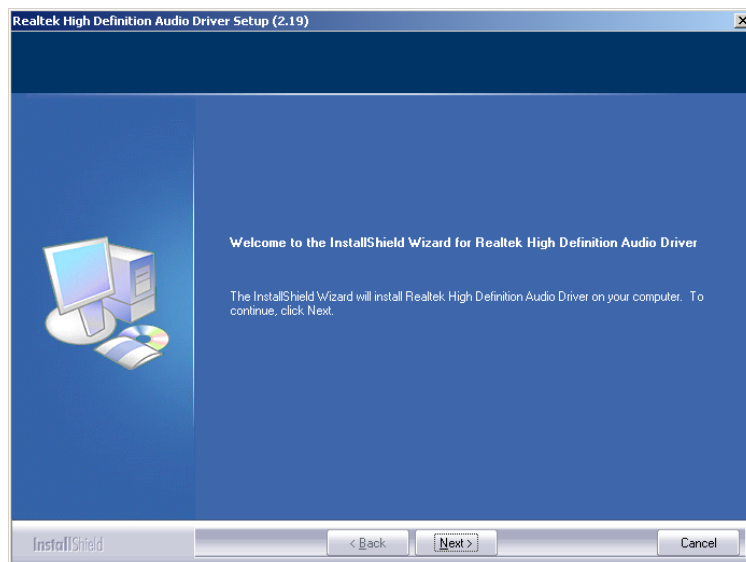 Realtek High Definition Audio Driver Setup (2.19)
Welcome to the InstallShield Wizard for Realtek High Definition Audio Driver
The InstallShield Wizard will install Realtek High Definition Audio Driver on your computer. To
continue, click Next.
InstallShield
< Back
Next >
Cancel